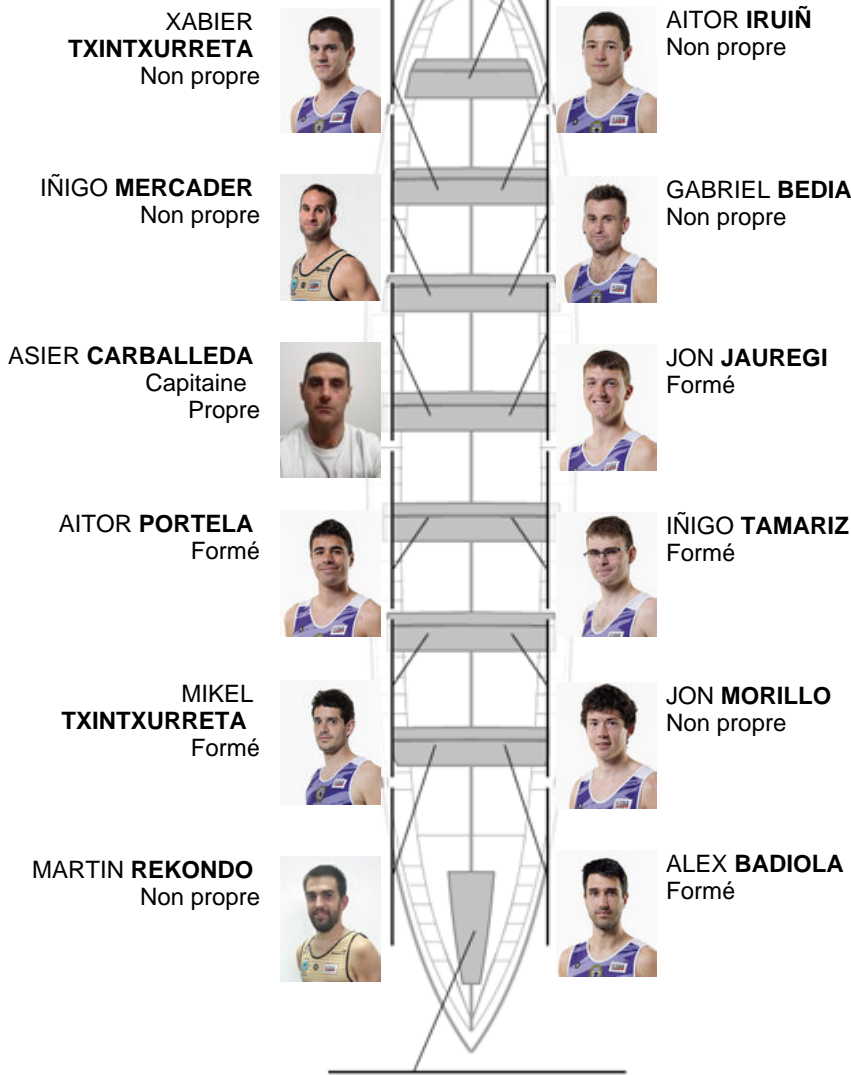 XABIER
TXINTXURRETA
Non propre
AITOR IRUIÑ
Non propre
IÑIGO MERCADER
Non propre
GABRIEL BEDIA
Non propre
ASIER CARBALLEDA
Capitaine
Propre
JON JAUREGI
Formé
AITOR PORTELA
Formé
IÑIGO TAMARIZ
Formé
MIKEL
TXINTXURRETA
Formé
JON MORILLO
Non propre
MARTIN REKONDO
Non propre
ALEX BADIOLA
Formé